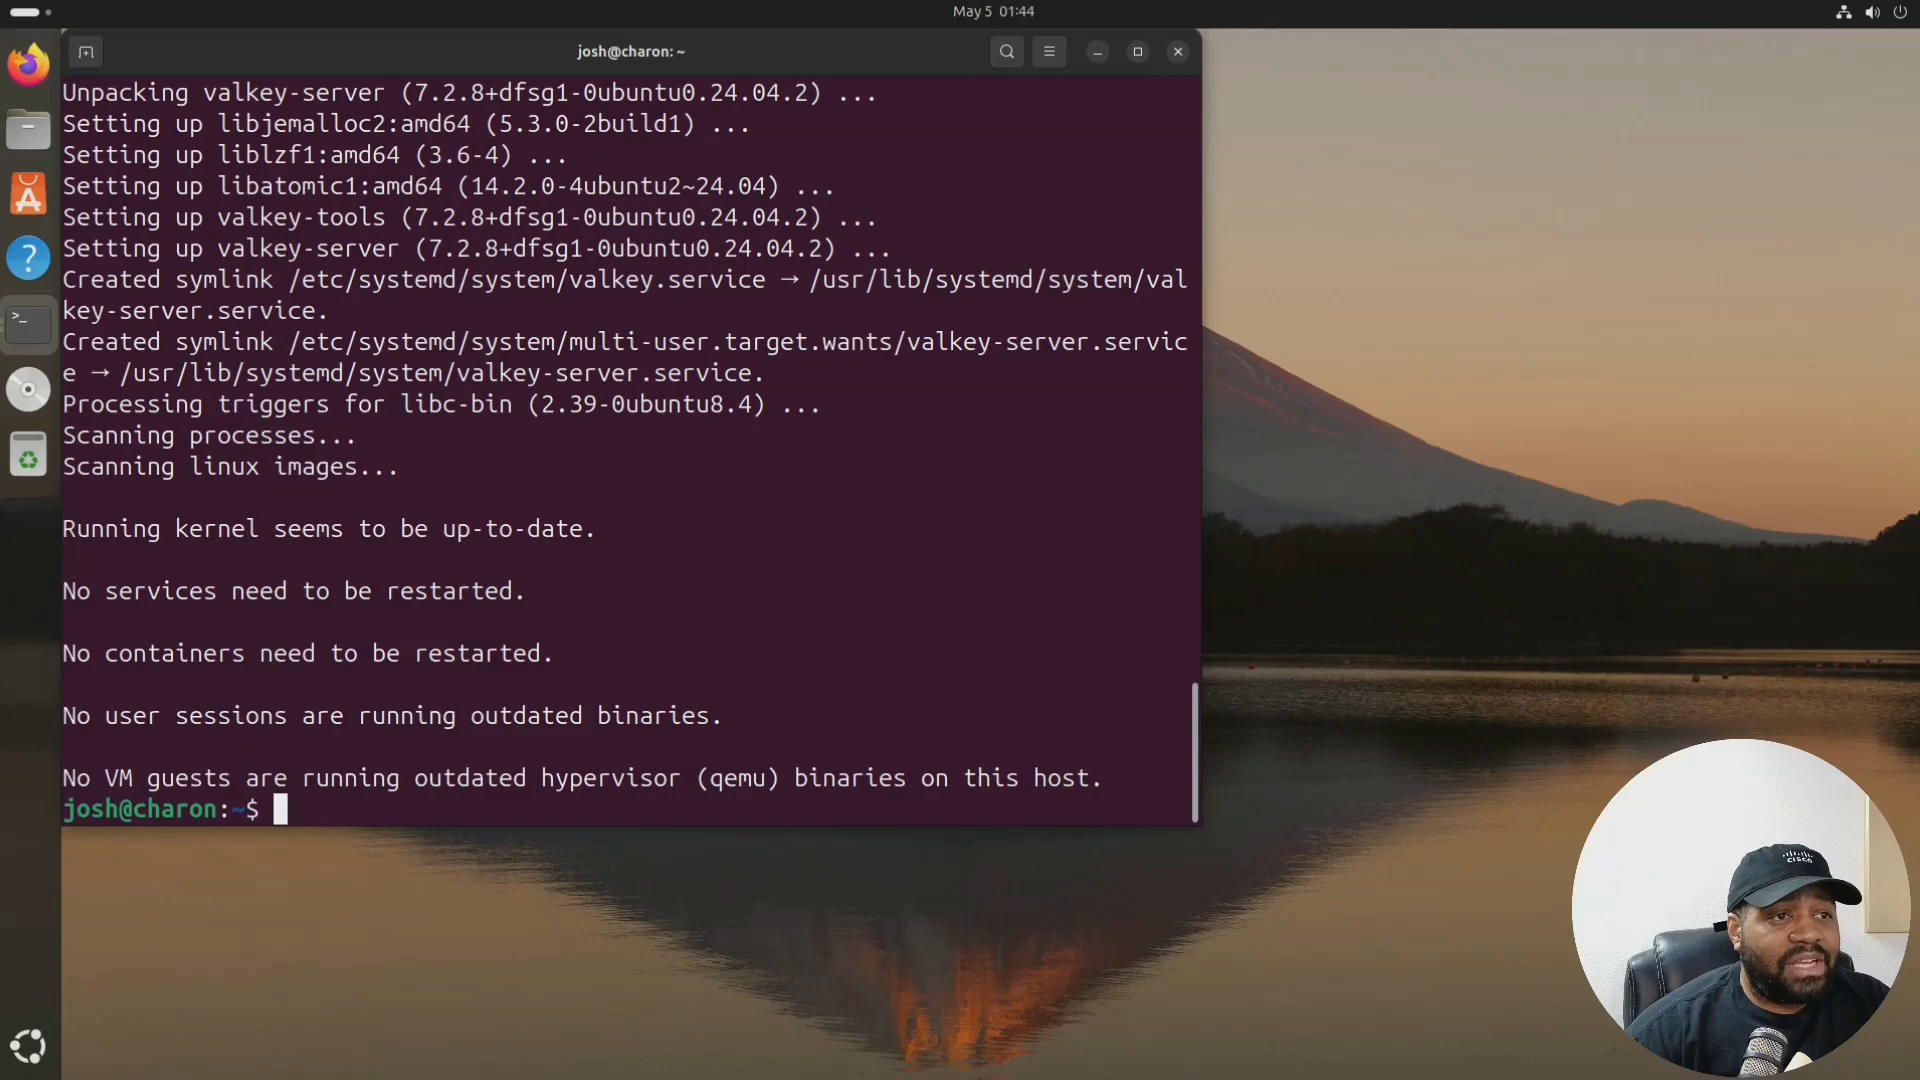 May 5 01:44
josh@charon: ~
Unpacking valkey-server (7.2.8+dfsg1-0ubuntu0.24.04.2) ...
Setting up libjemalloc2:amd64 (5.3.0-2build1) ...
Setting up liblzf1:amd64 (3.6-4) ...
Setting up libatomic1:amd64 (14.2.0-4ubuntu2~24.04) ...
Setting up valkey-tools (7.2.8+dfsg1-0ubuntu0.24.04.2) ...
Setting up valkey-server (7.2.8+dfsg1-0ubuntu0.24.04.2) ...
Created symlink /etc/systemd/system/valkey.service → /usr/lib/systemd/system/val
key-server.service.
Created symlink /etc/systemd/system/multi-user.target.wants/valkey-server.servic
e → /usr/lib/systemd/system/valkey-server.service.
Processing triggers for libc-bin (2.39-0ubuntu8.4) ...
Scanning processes...
Scanning linux images...
Running kernel seems to be up-to-date.
No services need to be restarted.
No containers need to be restarted.
No user sessions are running outdated binaries.
No VM guests are running outdated hypervisor (qemu) binaries on this host.
josh@charon:~$
CISCO